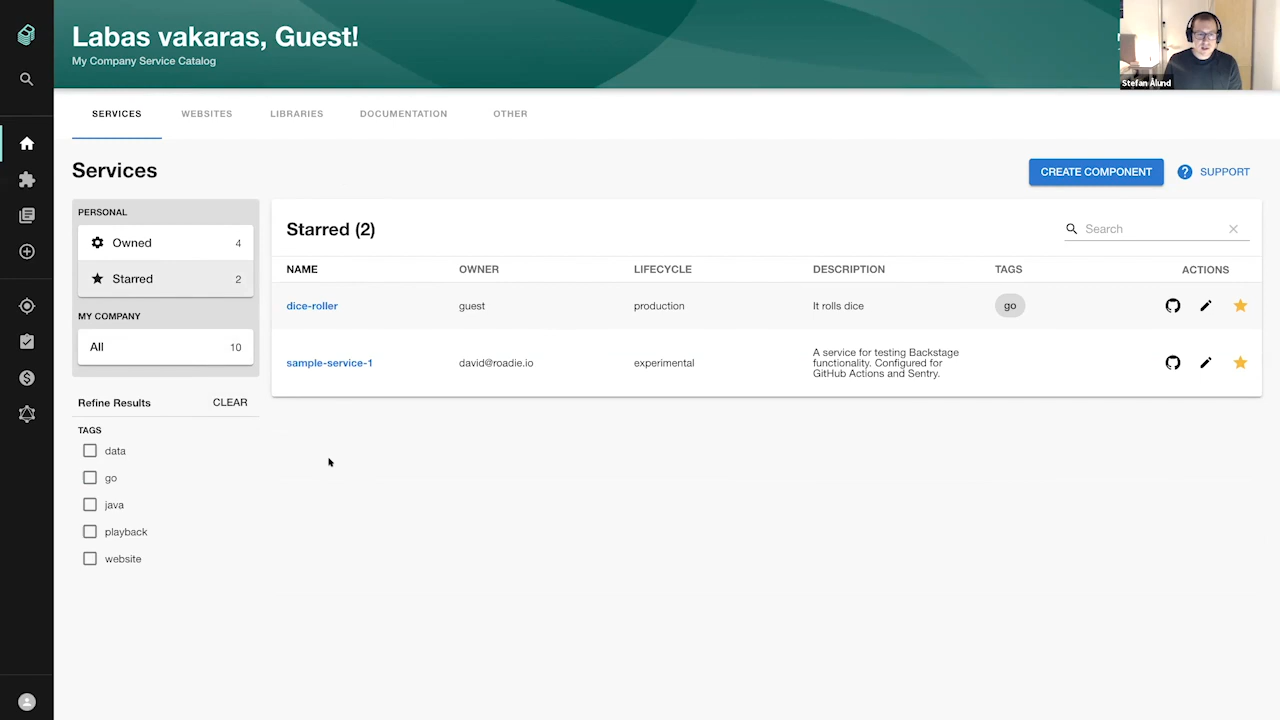 Labas vakaras, Guest!
My Company Service Catalog
Stefan Ålund
SERVICES WEBSITES LIBRARIES DOCUMENTATION OTHER
Services
CREATE COMPONENT
SUPPORT
PERSONAL
Owned 4
Starred 2
MY COMPANY
All 10
Refine Results CLEAR
TAGS
data
go
java
playback
website
Starred (2)
Search
NAME OWNER LIFECYCLE DESCRIPTION TAGS ACTIONS
dice-roller guest production It rolls dice go
sample-service-1 david@roadie.io experimental
A service for testing Backstage
functionality. Configured for
GitHub Actions and Sentry.